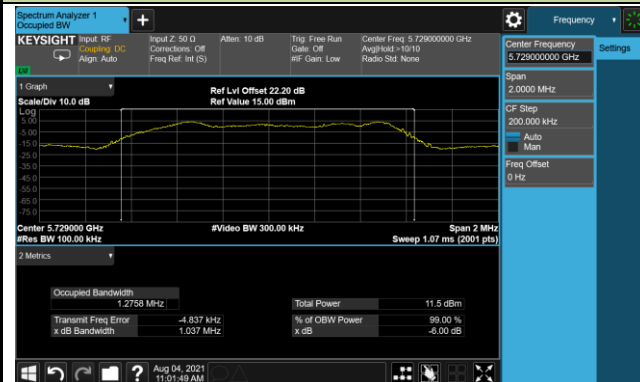 Spectrum Analyzer 1
Occupied BW
+
Frequency
KEYSIGHT
Input: RF
Coupling: DC
Align: Auto
Input Z: 50 Ω
Corrections: Off
Freq Ref: Int (S)
Atten: 10 dB
Trig: Free Run
Gate: Off
#IF Gain: Low
Center Freq: 5.729000000 GHz
Avg|Hold:>10/10
Radio Std: None
Center Frequency
5.729000000 GHz
Settings
Span
2.0000 MHz
CF Step
200.000 kHz
Auto
Man
Freq Offset
0 Hz
1 Graph
Scale/Div 10.0 dB
Ref Lvl Offset 22.20 dB
Ref Value 15.00 dBm
Log
5.00
-5.00
-15.0
-25.0
-35.0
-45.0
-55.0
-65.0
-75.0
Center 5.729000 GHz
#Video BW 300.00 kHz
Span 2 MHz
#Res BW 100.00 kHz
Sweep 1.07 ms (2001 pts)
2 Metrics
Occupied Bandwidth
1.2758 MHz
Total Power
11.5 dBm
Transmit Freq Error
-4.837 kHz
% of OBW Power
99.00 %
x dB Bandwidth
1.037 MHz
x dB
-6.00 dB
?
Aug 04, 2021
11:01:49 AM